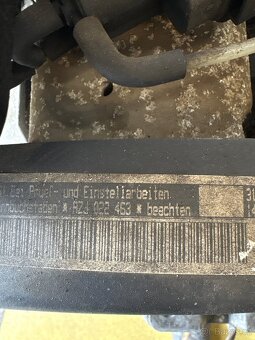 Bei Prüf- und Einstellarbeiten
* AZJ 022 463 * beachten